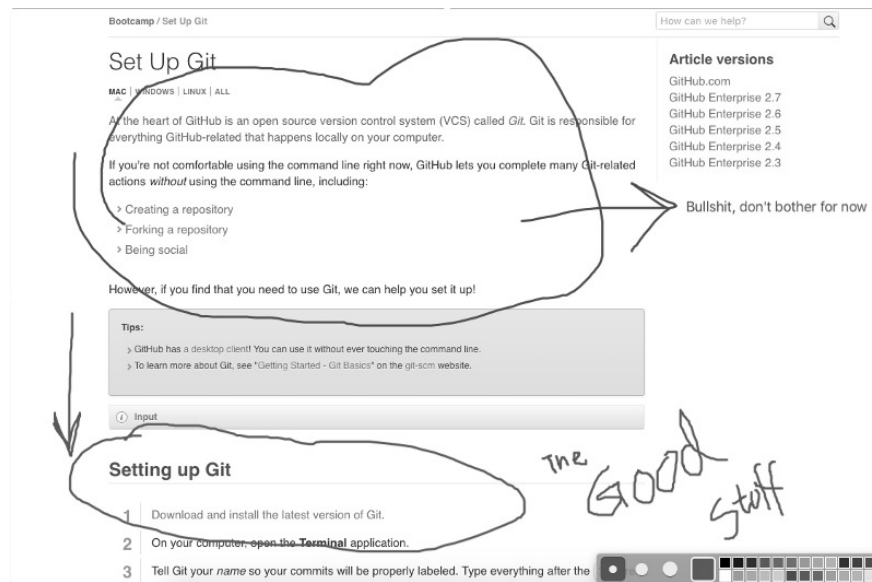 Bootcamp / Set Up Git
How can we help?
Set Up Git
MAC | WINDOWS | LINUX | ALL
At the heart of GitHub is an open source version control system (VCS) called Git. Git is responsible for
everything GitHub-related that happens locally on your computer.
If you're not comfortable using the command line right now, GitHub lets you complete many Git-related
actions without using the command line, including:
> Creating a repository
> Forking a repository
> Being social
However, if you find that you need to use Git, we can help you set it up!
Tips:
> GitHub has a desktop client! You can use it without ever touching the command line.
> To learn more about Git, see "Getting Started - Git Basics" on the git-scm website.
Input
Setting up Git
1 Download and install the latest version of Git.
2 On your computer, open the Terminal application.
3 Tell Git your name so your commits will be properly labeled. Type everything after the
Article versions
GitHub.com
GitHub Enterprise 2.7
GitHub Enterprise 2.6
GitHub Enterprise 2.5
GitHub Enterprise 2.4
GitHub Enterprise 2.3
Bullshit, don't bother for now
The
Good
Stuff